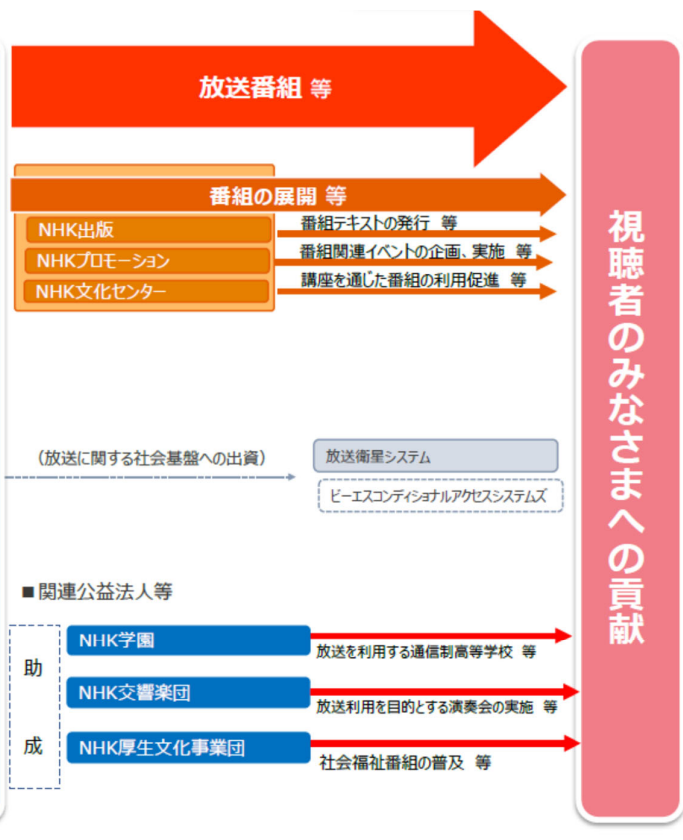 放送番組 等
番組の展開 等
NHK出版
番組テキストの発行 等
NHKプロモーション
番組関連イベントの企画、実施 等
NHK文化センター
講座を通じた番組の利用促進 等
（放送に関する社会基盤への出資）
放送衛星システム
ビーエスコンディショナルアクセスシステムズ
■関連公益法人等
助成
NHK学園
放送を利用する通信制高等学校 等
NHK交響楽団
放送利用を目的とする演奏会の実施 等
NHK厚生文化事業団
社会福祉番組の普及 等
視聴者のみなさまへの貢献